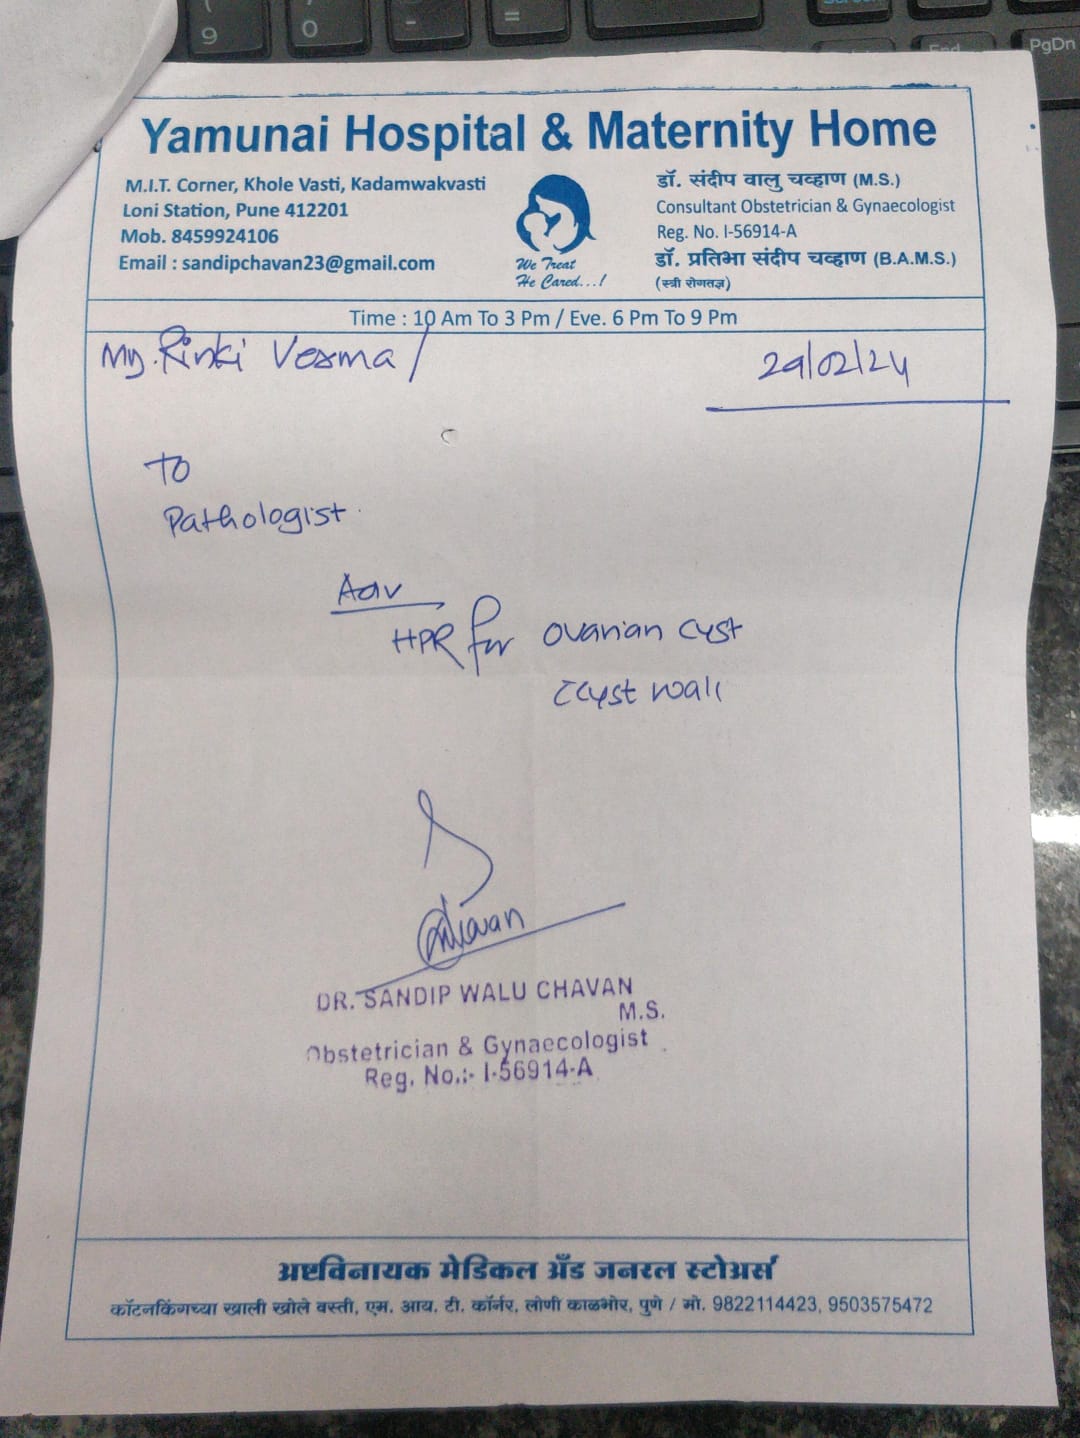 9 0 - =
End PgDn
Yamunai Hospital & Maternity Home
M.I.T. Corner, Khole Vasti, Kadamwakvasti
Loni Station, Pune 412201
Mob. 8459924106
Email : sandipchavan23@gmail.com
We Treat
He Cared...!
डॉ. संदीप वालु चव्हाण (M.S.)
Consultant Obstetrician & Gynaecologist
Reg. No. I-56914-A
डॉ. प्रतिभा संदीप चव्हाण (B.A.M.S.)
(स्त्री रोगतज्ञ)
Time : 10 Am To 3 Pm / Eve. 6 Pm To 9 Pm
Rinki Verma
29/02/24
To
Pathologist.
Adv
HPR for ovarian cyst
cyst wall
Chavan
DR. SANDIP WALU CHAVAN
M.S.
Obstetrician & Gynaecologist
Reg. No.:- I-56914-A
अष्टविनायक मेडिकल अँड जनरल स्टोअर्स
कॉटनकिंगच्या खाली खोले वस्ती, एम. आय. टी. कॉर्नर, लोणी काळभोर, पुणे / मो. 9822114423, 9503575472